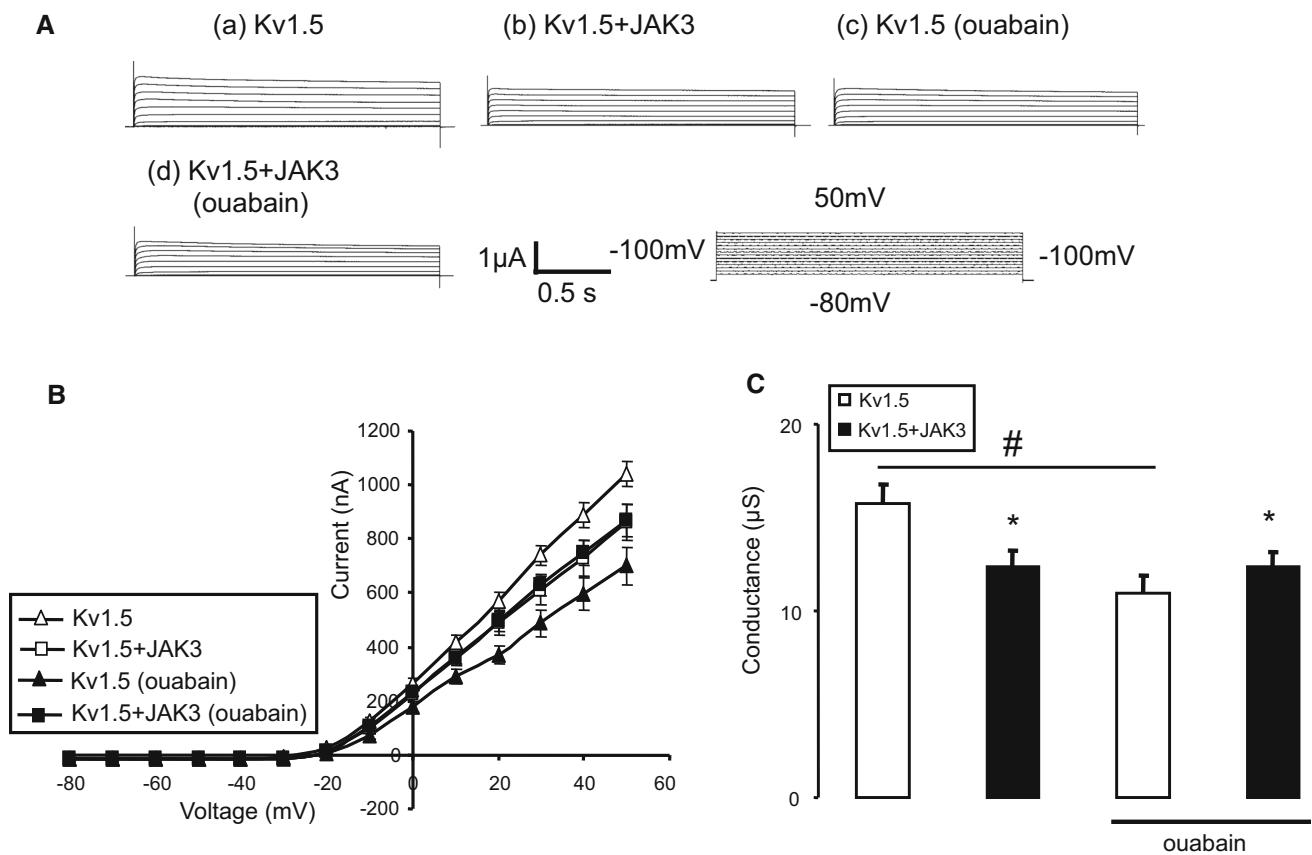 A
(a) Kv1.5
(b) Kv1.5+JAK3
(c) Kv1.5 (ouabain)
(d) Kv1.5+JAK3
(ouabain)
1µA
0.5 s
50mV
-100mV
-100mV
-80mV
B
Current (nA)
1200
1000
800
600
400
200
0
-200
-80
-60
-40
-20
0
20
40
60
Voltage (mV)
Kv1.5
Kv1.5+JAK3
Kv1.5 (ouabain)
Kv1.5+JAK3 (ouabain)
C
Kv1.5
Kv1.5+JAK3
Conductance (µS)
20
10
0
#
*
*
ouabain